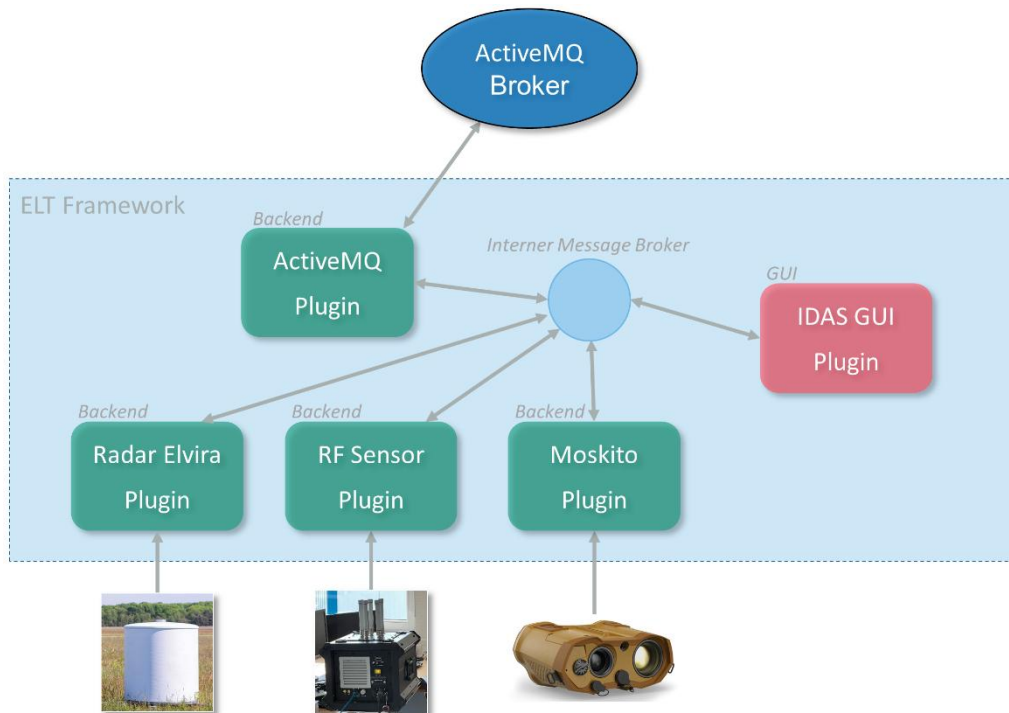 ActiveMQ
Broker
ELT Framework
Backend
ActiveMQ
Plugin
Interner Message Broker
GUI
IDAS GUI
Plugin
Backend
Radar Elvira
Plugin
Backend
RF Sensor
Plugin
Backend
Moskito
Plugin